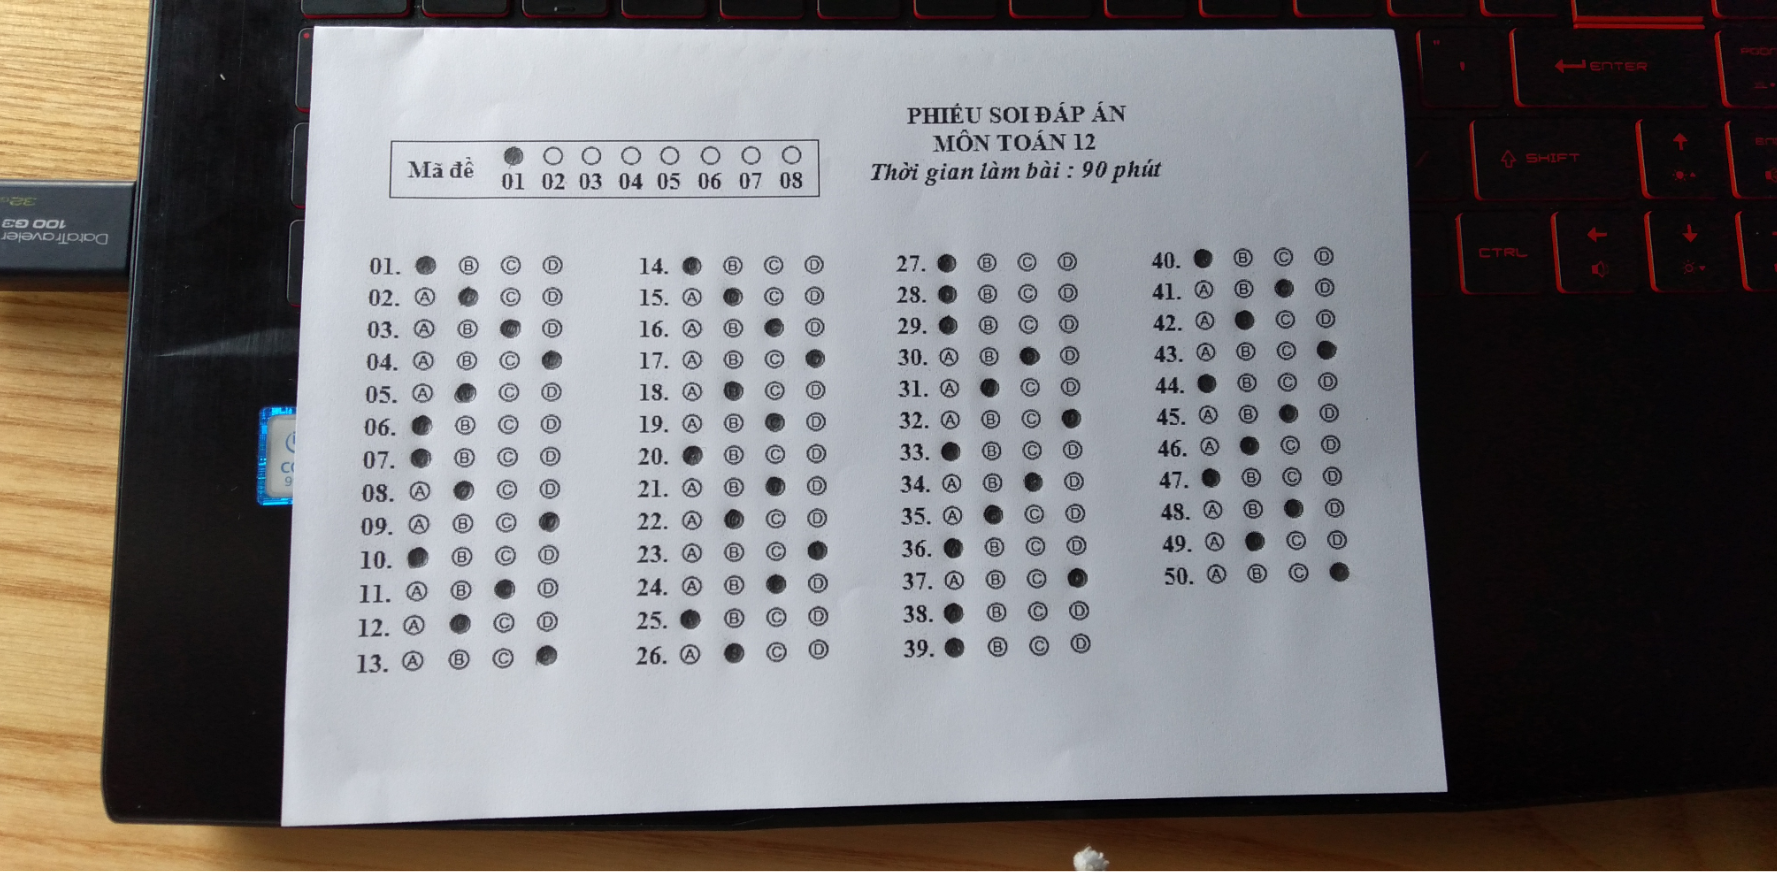 PHIẾU SOI ĐÁP ÁN
MÔN TOÁN 12
Thời gian làm bài : 90 phút
Mã đề
01 02 03 04 05 06 07 08
01. B C D
02. A C D
03. A B D
04. A B C
05. A C D
06. B C D
07. B C D
08. A C D
09. A B C
10. B C D
11. A B D
12. A C D
13. A B C
14. B C D
15. A C D
16. A B D
17. A B C
18. A C D
19. A B D
20. B C D
21. A B D
22. A C D
23. A B C
24. A B D
25. B C D
26. A C D
27. B C D
28. B C D
29. B C D
30. A B D
31. A C D
32. A B C
33. B C D
34. A B D
35. A C D
36. B C D
37. A B C
38. B C D
39. B C D
40. B C D
41. A B D
42. A C D
43. A B C
44. B C D
45. A B D
46. A C D
47. B C D
48. A B D
49. A C D
50. A B C
ENTER
SHIFT
CTRL
DataTraveler
100 G3